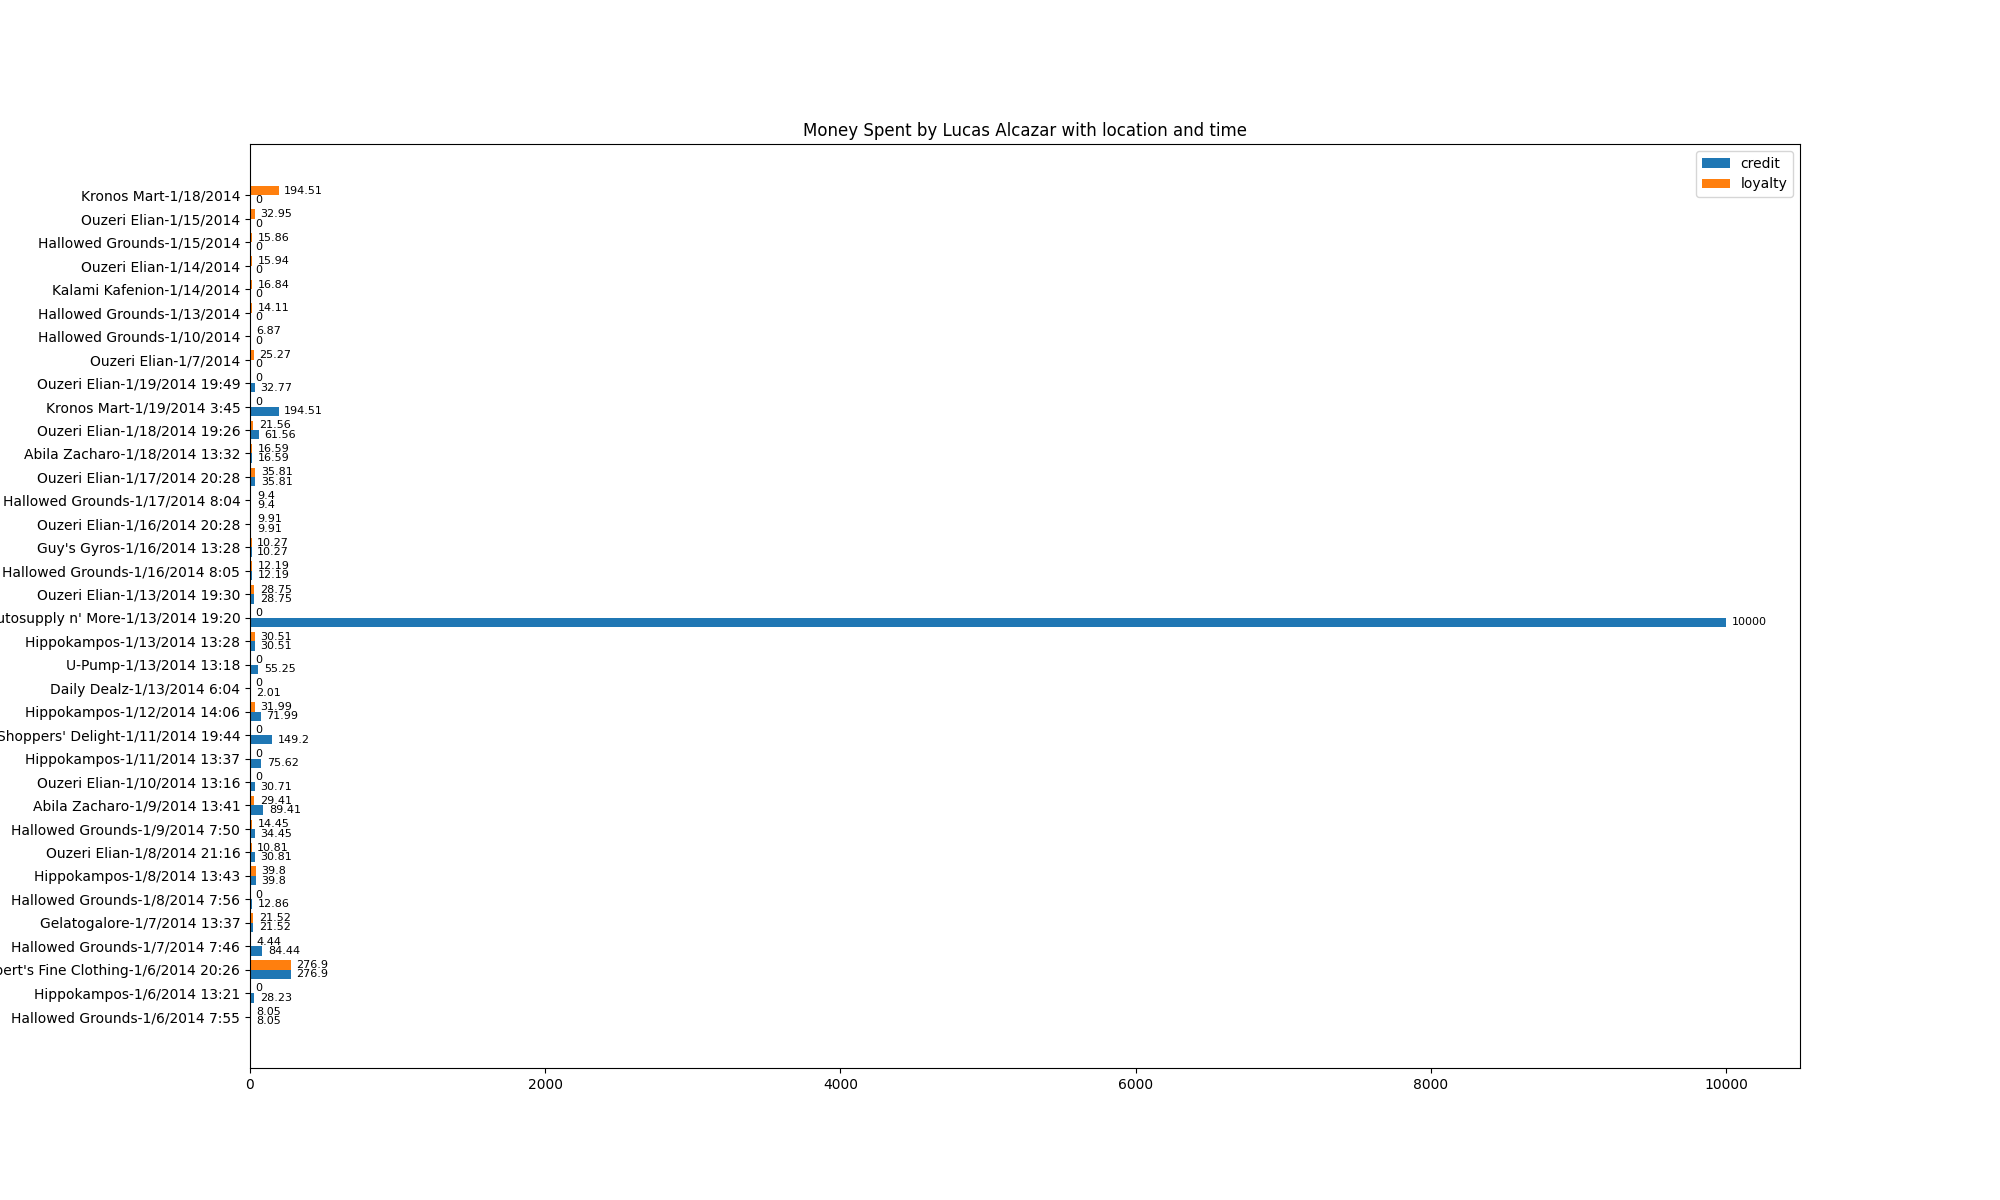 Money Spent by Lucas Alcazar with location and time
credit
loyalty
Kronos Mart-1/18/2014 194.51 0
Ouzeri Elian-1/15/2014 32.95 0
Hallowed Grounds-1/15/2014 15.86 0
Ouzeri Elian-1/14/2014 15.94 0
Kalami Kafenion-1/14/2014 16.84 0
Hallowed Grounds-1/13/2014 14.11 0
Hallowed Grounds-1/10/2014 6.87 0
Ouzeri Elian-1/7/2014 25.27 0
Ouzeri Elian-1/19/2014 19:49 0 32.77
Kronos Mart-1/19/2014 3:45 0 194.51
Ouzeri Elian-1/18/2014 19:26 21.56 61.56
Abila Zacharo-1/18/2014 13:32 16.59 16.59
Ouzeri Elian-1/17/2014 20:28 35.81 35.81
Hallowed Grounds-1/17/2014 8:04 9.4 9.4
Ouzeri Elian-1/16/2014 20:28 9.91 9.91
Guy's Gyros-1/16/2014 13:28 10.27 10.27
Hallowed Grounds-1/16/2014 8:05 12.19 12.19
Ouzeri Elian-1/13/2014 19:30 28.75 28.75
utosupply n' More-1/13/2014 19:20 0 10000
Hippokampos-1/13/2014 13:28 30.51 30.51
U-Pump-1/13/2014 13:18 0 55.25
Daily Dealz-1/13/2014 6:04 0 2.01
Hippokampos-1/12/2014 14:06 31.99 71.99
Shoppers' Delight-1/11/2014 19:44 0 149.2
Hippokampos-1/11/2014 13:37 0 75.62
Ouzeri Elian-1/10/2014 13:16 0 30.71
Abila Zacharo-1/9/2014 13:41 29.41 89.41
Hallowed Grounds-1/9/2014 7:50 14.45 34.45
Ouzeri Elian-1/8/2014 21:16 10.81 30.81
Hippokampos-1/8/2014 13:43 39.8 39.8
Hallowed Grounds-1/8/2014 7:56 0 12.86
Gelatogalore-1/7/2014 13:37 21.52 21.52
Hallowed Grounds-1/7/2014 7:46 4.44 84.44
bert's Fine Clothing-1/6/2014 20:26 276.9 276.9
Hippokampos-1/6/2014 13:21 0 28.23
Hallowed Grounds-1/6/2014 7:55 8.05 8.05
0 2000 4000 6000 8000 10000